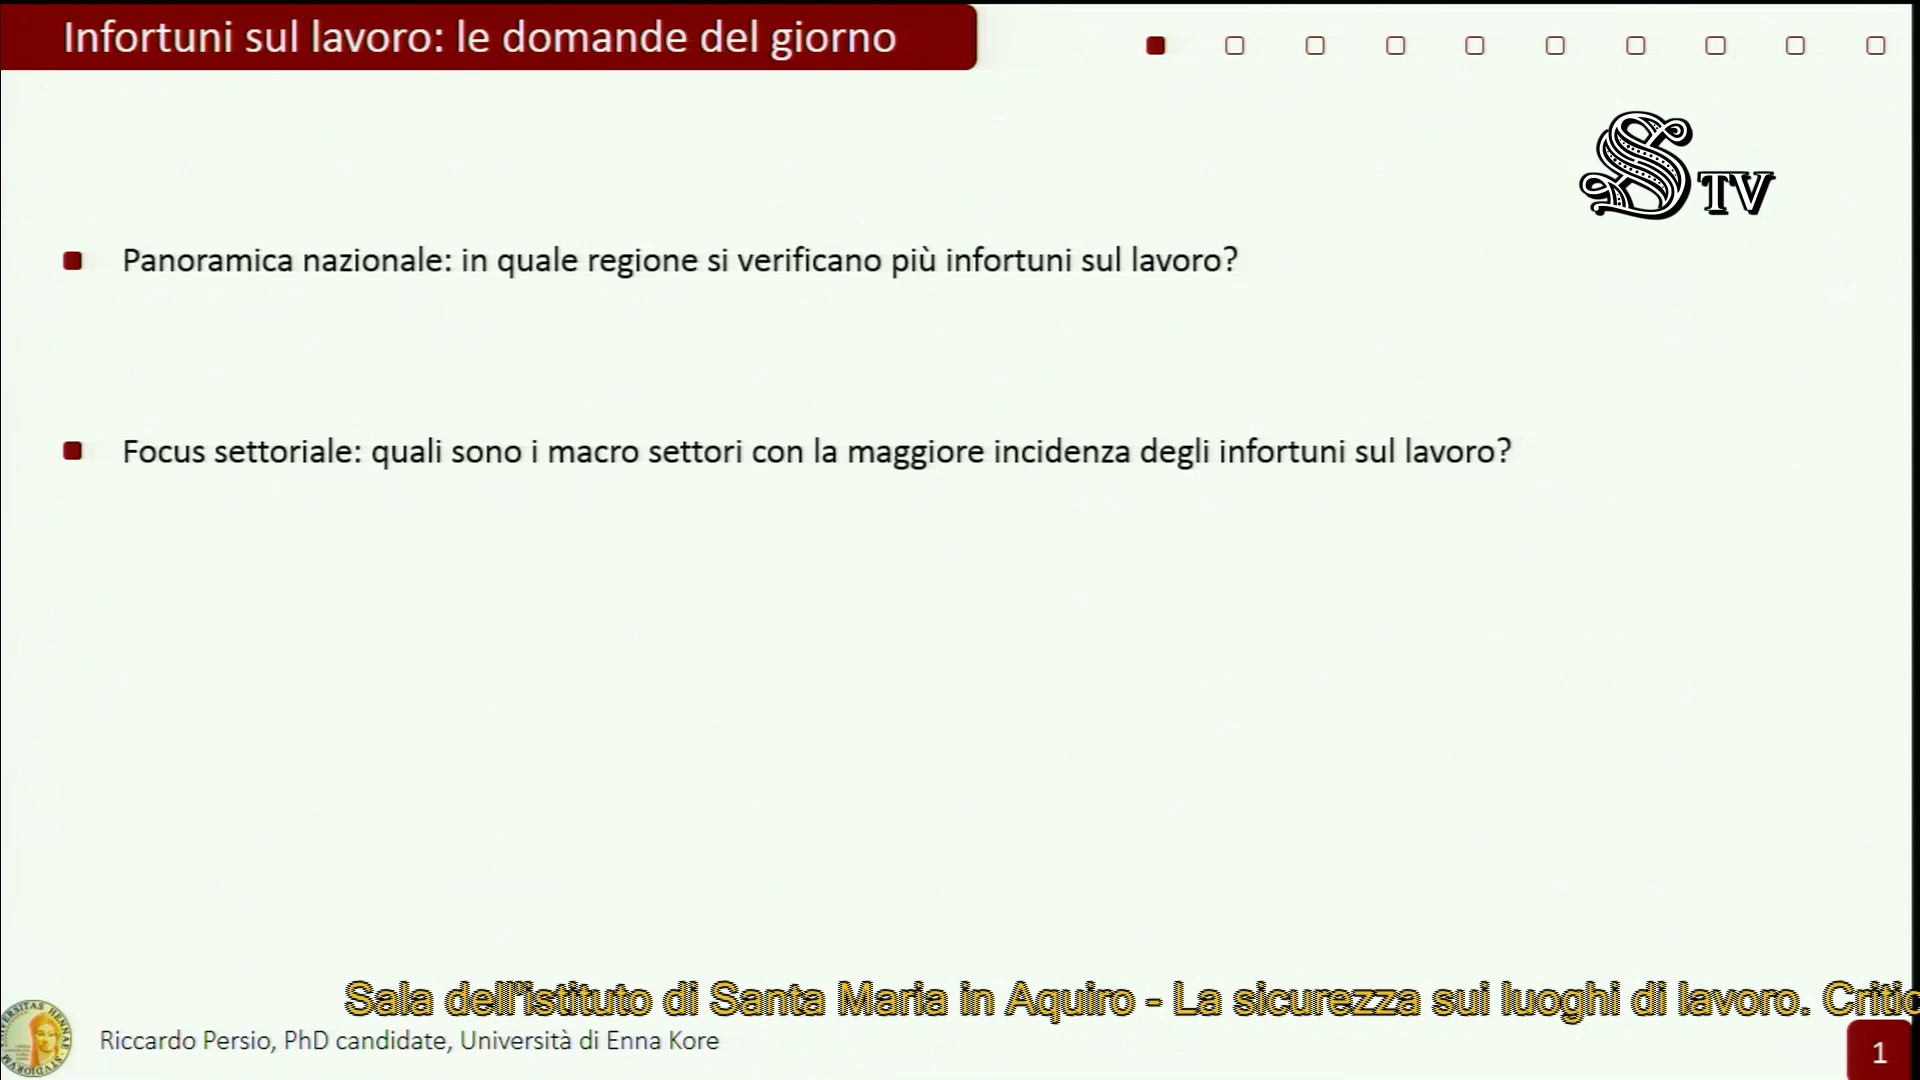 Infortuni sul lavoro: le domande del giorno
S TV
Panoramica nazionale: in quale regione si verificano più infortuni sul lavoro?
Focus settoriale: quali sono i macro settori con la maggiore incidenza degli infortuni sul lavoro?
Sala dell'istituto di Santa Maria in Aquiro - La sicurezza sui luoghi di lavoro. Critic
Riccardo Persio, PhD candidate, Università di Enna Kore
1